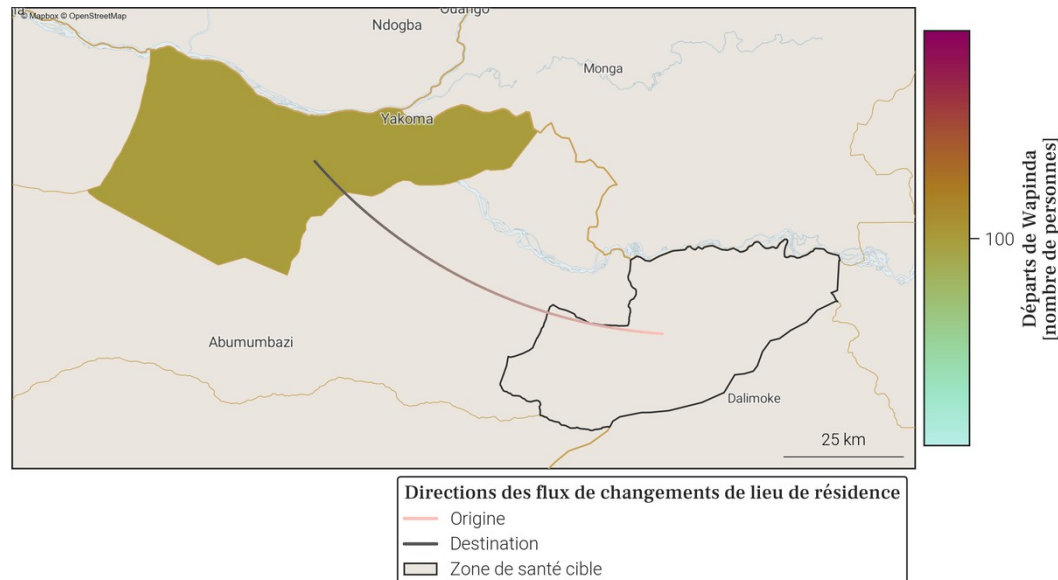 © Mapbox © OpenStreetMap
Ndogba
Monga
Yakoma
Abumumbazi
Dalimoke
25 km
100
Départs de Wapinda
[nombre de personnes]
Directions des flux de changements de lieu de résidence
Origine
Destination
Zone de santé cible